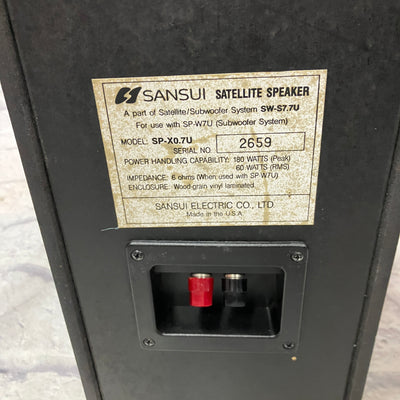 SANSUI SATELLITE SPEAKER
A part of Satellite/Subwoofer System SW-S7.7U
For use with SP-W7U (Subwoofer System)
MODEL: SP-X0.7U
SERIAL NO 2659
POWER HANDLING CAPABILITY: 180 WATTS (Peak)
60 WATTS (RMS)
IMPEDANCE: 6 ohms (When used with SP-W7U)
ENCLOSURE: Wood-grain vinyl laminated
SANSUI ELECTRIC CO., LTD.
Made in the U.S.A.